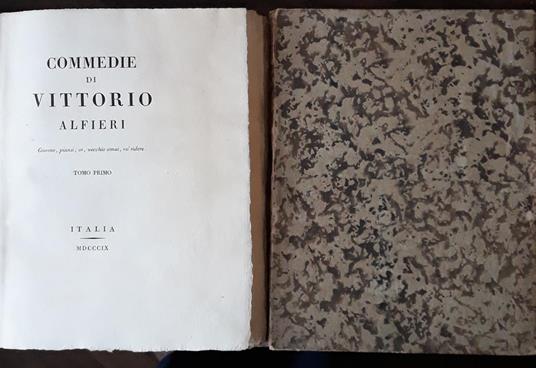 COMMEDIE
DI
VITTORIO
ALFIERI
Giovane, piansi, or, vecchio omai, vo' ridere.
TOMO PRIMO
ITALIA
MDCCCIX